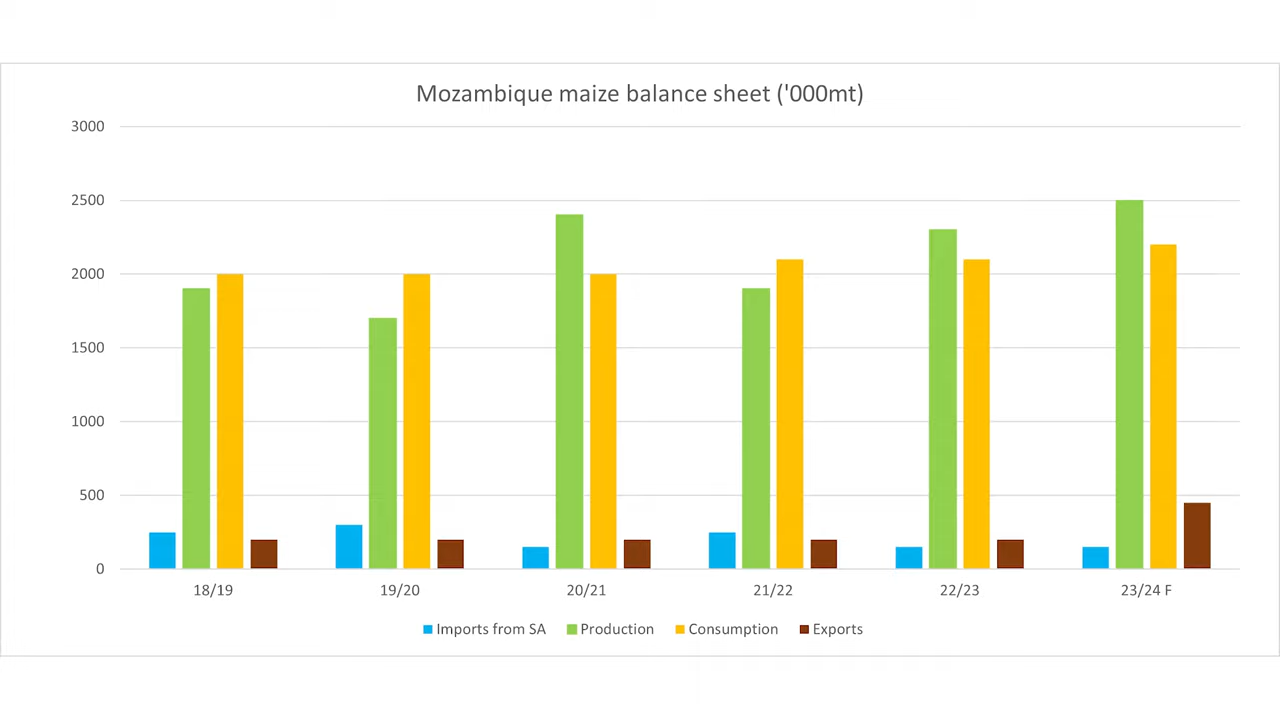 Mozambique maize balance sheet ('000mt)
3000
2500
2000
1500
1000
500
0
18/19 19/20 20/21 21/22 22/23 23/24 F
Imports from SA Production Consumption Exports